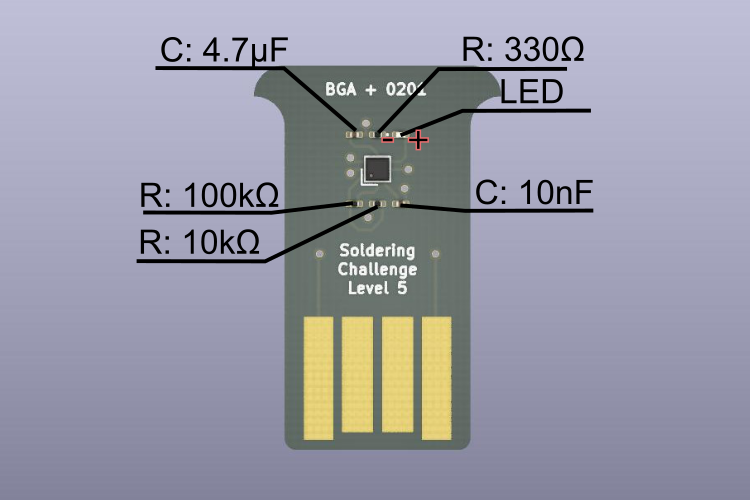 C: 4.7µF
R: 330Ω
BGA + 0201
LED
- +
R: 100kΩ
C: 10nF
R: 10kΩ
Soldering
Challenge
Level 5